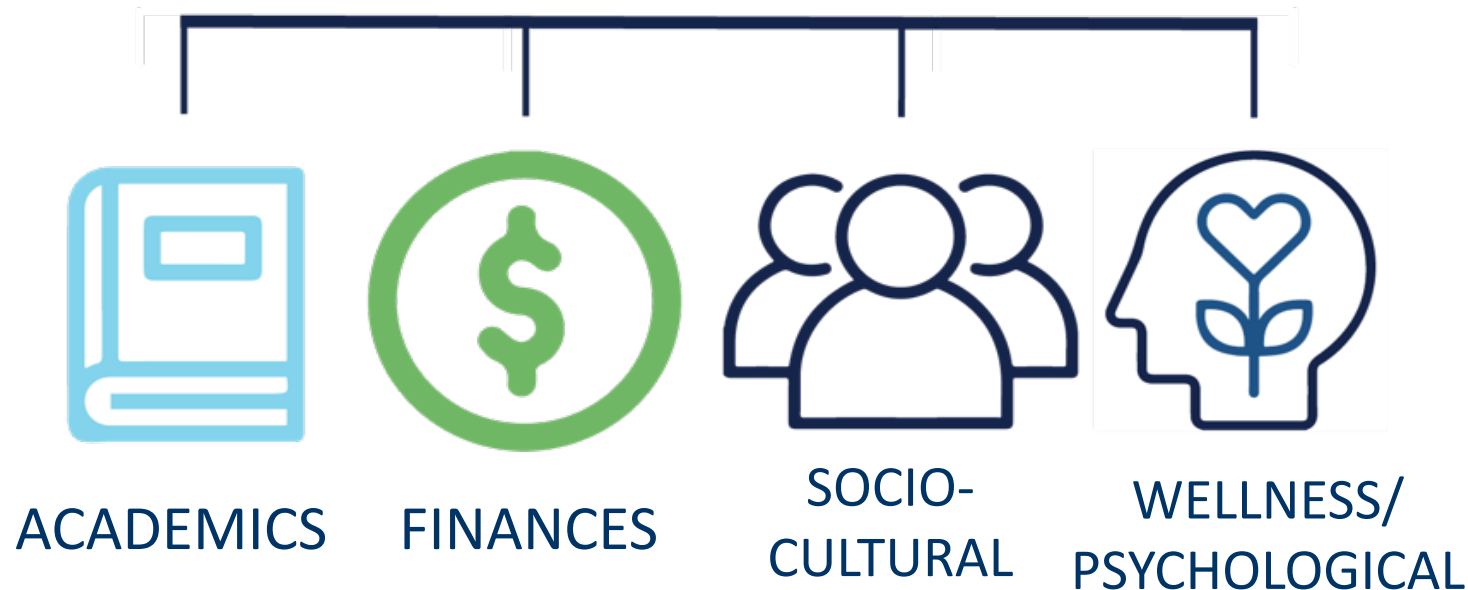 ACADEMICS
FINANCES
SOCIO-
CULTURAL
WELLNESS/
PSYCHOLOGICAL